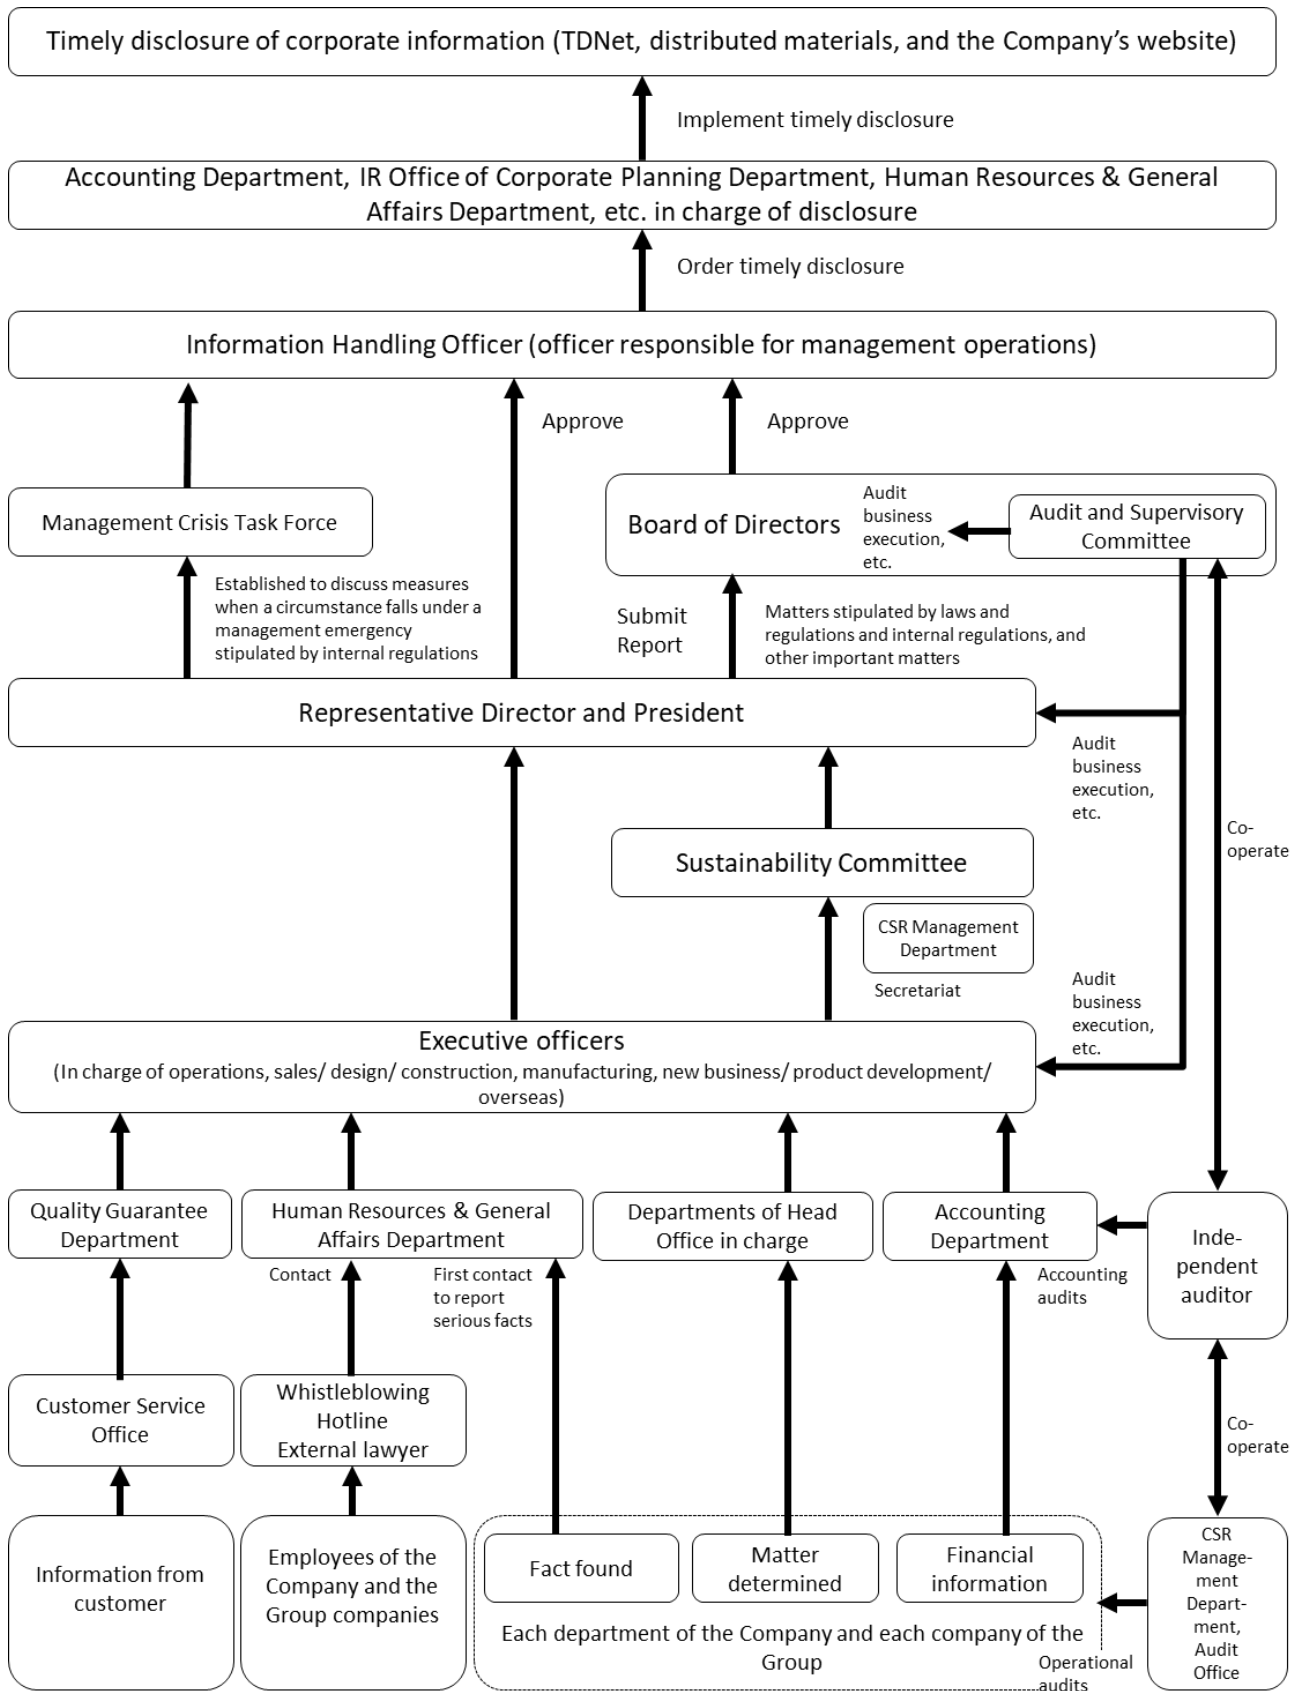 Timely disclosure of corporate information (TDNet, distributed materials, and the Company’s website)
Implement timely disclosure
Accounting Department, IR Office of Corporate Planning Department, Human Resources & General
Affairs Department, etc. in charge of disclosure
Order timely disclosure
Information Handling Officer (officer responsible for management operations)
Approve
Approve
Management Crisis Task Force
Board of Directors
Audit
business
execution,
etc.
Audit and Supervisory
Committee
Established to discuss measures
when a circumstance falls under a
management emergency
stipulated by internal regulations
Submit
Report
Matters stipulated by laws and
regulations and internal regulations, and
other important matters
Representative Director and President
Audit
business
execution,
etc.
Co-
operate
Sustainability Committee
CSR Management
Department
Secretariat
Audit
business
execution,
etc.
Executive officers
(In charge of operations, sales/ design/ construction, manufacturing, new business/ product development/
overseas)
Quality Guarantee
Department
Human Resources & General
Affairs Department
Departments of Head
Office in charge
Accounting
Department
Inde-
pendent
auditor
Contact
First contact
to report
serious facts
Accounting
audits
Customer Service
Office
Whistleblowing
Hotline
External lawyer
Co-
operate
Information from
customer
Employees of the
Company and the
Group companies
Fact found
Matter
determined
Financial
information
Each department of the Company and each company of the
Group
Operational
audits
CSR
Manage-
ment
Depart-
ment,
Audit
Office